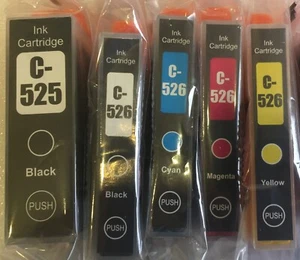 Ink
Cartridge
C-
525
Black
PUSH
Ink
Cartridge
C-
526
Black
PUSH
Ink
Cartridge
C-
526
Cyan
PUSH
Ink
Cartridge
C-
526
Magenta
PUSH
Ink
Cartridge
C-
526
Yellow
PUSH